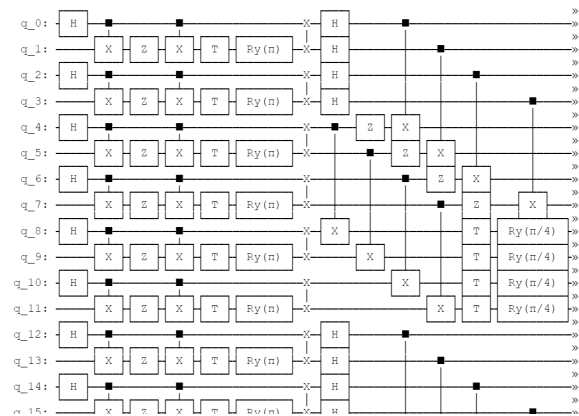 q_0: H X H »
q_1: X Z X T Ry(π) X H »
q_2: H X H »
q_3: X Z X T Ry(π) X H »
q_4: H X Z X »
q_5: X Z X T Ry(π) X Z X »
q_6: H X Z X »
q_7: X Z X T Ry(π) X Z X »
q_8: H X X T Ry(π/4) »
q_9: X Z X T Ry(π) X X T Ry(π/4) »
q_10: H X X T Ry(π/4) »
q_11: X Z X T Ry(π) X X T Ry(π/4) »
q_12: H X H »
q_13: X Z X T Ry(π) X H »
q_14: H X H »
q_15: X Z X T Ry(π) X H »